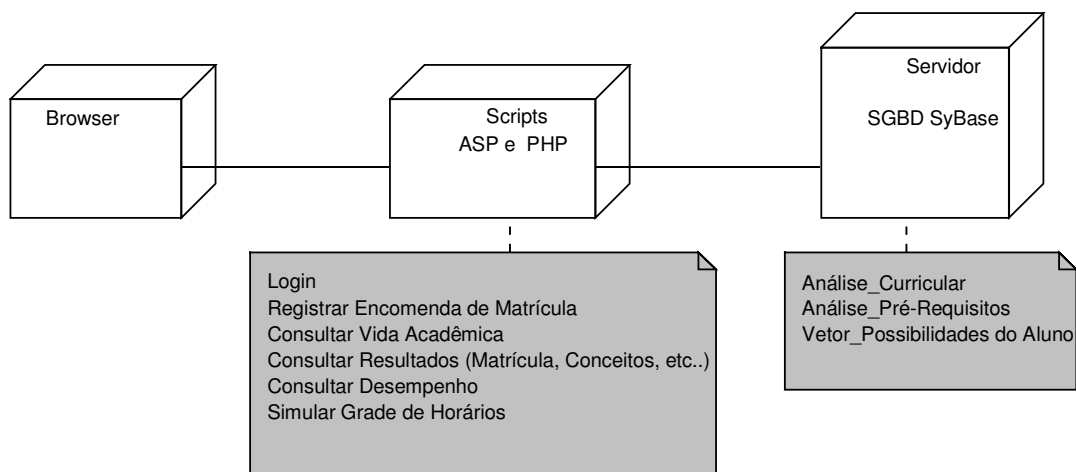 Browser
Scripts
ASP e PHP
Servidor
SGBD SyBase
Login
Registrar Encomenda de Matrícula
Consultar Vida Acadêmica
Consultar Resultados (Matrícula, Conceitos, etc..)
Consultar Desempenho
Simular Grade de Horários
Análise_Curricular
Análise_Pré-Requisitos
Vetor_Possibilidades do Aluno